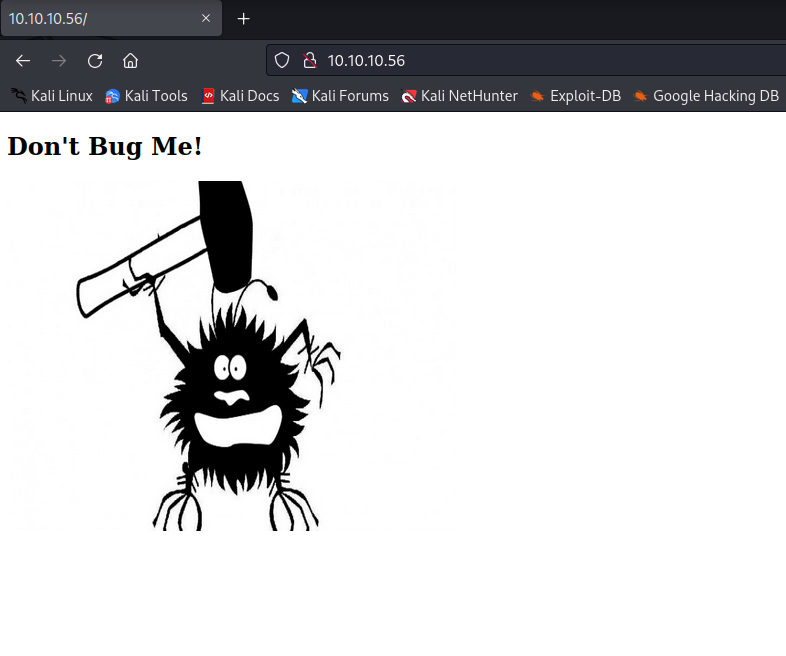 10.10.10.56/
10.10.10.56
Kali Linux Kali Tools Kali Docs Kali Forums Kali NetHunter Exploit-DB Google Hacking DB
Don't Bug Me!